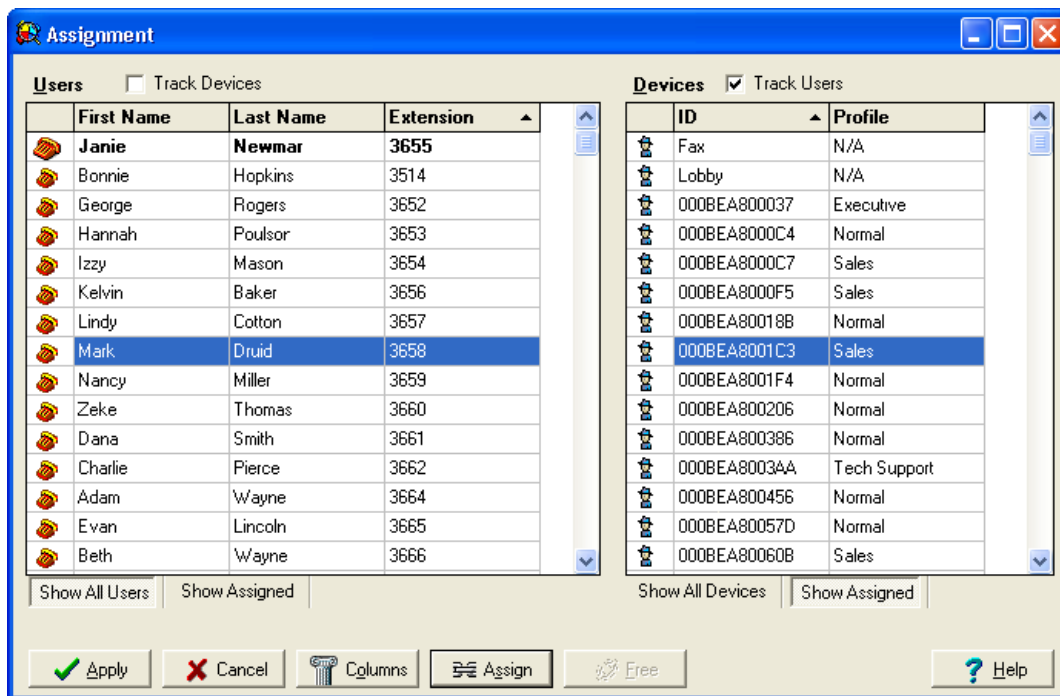 Assignment
Users Track Devices
First Name Last Name Extension
Janie Newmar 3655
Bonnie Hopkins 3514
George Rogers 3652
Hannah Poulsor 3653
Izzy Mason 3654
Kelvin Baker 3656
Lindy Cotton 3657
Mark Druid 3658
Nancy Miller 3659
Zeke Thomas 3660
Dana Smith 3661
Charlie Pierce 3662
Adam Wayne 3664
Evan Lincoln 3665
Beth Wayne 3666
Show All Users Show Assigned
Devices Track Users
ID Profile
Fax N/A
Lobby N/A
000BEA800037 Executive
000BEA8000C4 Normal
000BEA8000C7 Sales
000BEA8000F5 Sales
000BEA80018B Normal
000BEA8001C3 Sales
000BEA8001F4 Normal
000BEA800206 Normal
000BEA800386 Normal
000BEA8003AA Tech Support
000BEA800456 Normal
000BEA80057D Normal
000BEA80060B Sales
Show All Devices Show Assigned
Apply Cancel Columns Assign Free Help